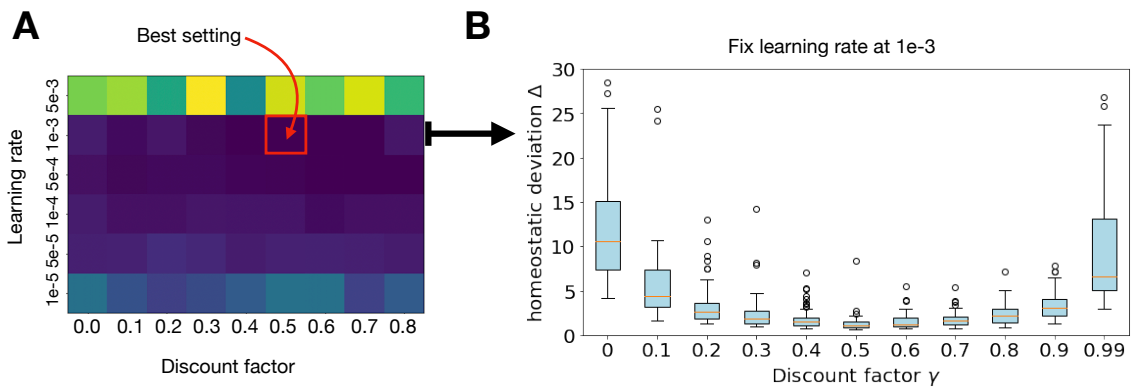 A
Best setting
Learning rate
5e-3
1e-3
5e-4
1e-4
5e-5
1e-5
0.0 0.1 0.2 0.3 0.4 0.5 0.6 0.7 0.8
Discount factor
B
Fix learning rate at 1e-3
homeostatic deviation Δ
30
25
20
15
10
5
0
0 0.1 0.2 0.3 0.4 0.5 0.6 0.7 0.8 0.9 0.99
Discount factor γ